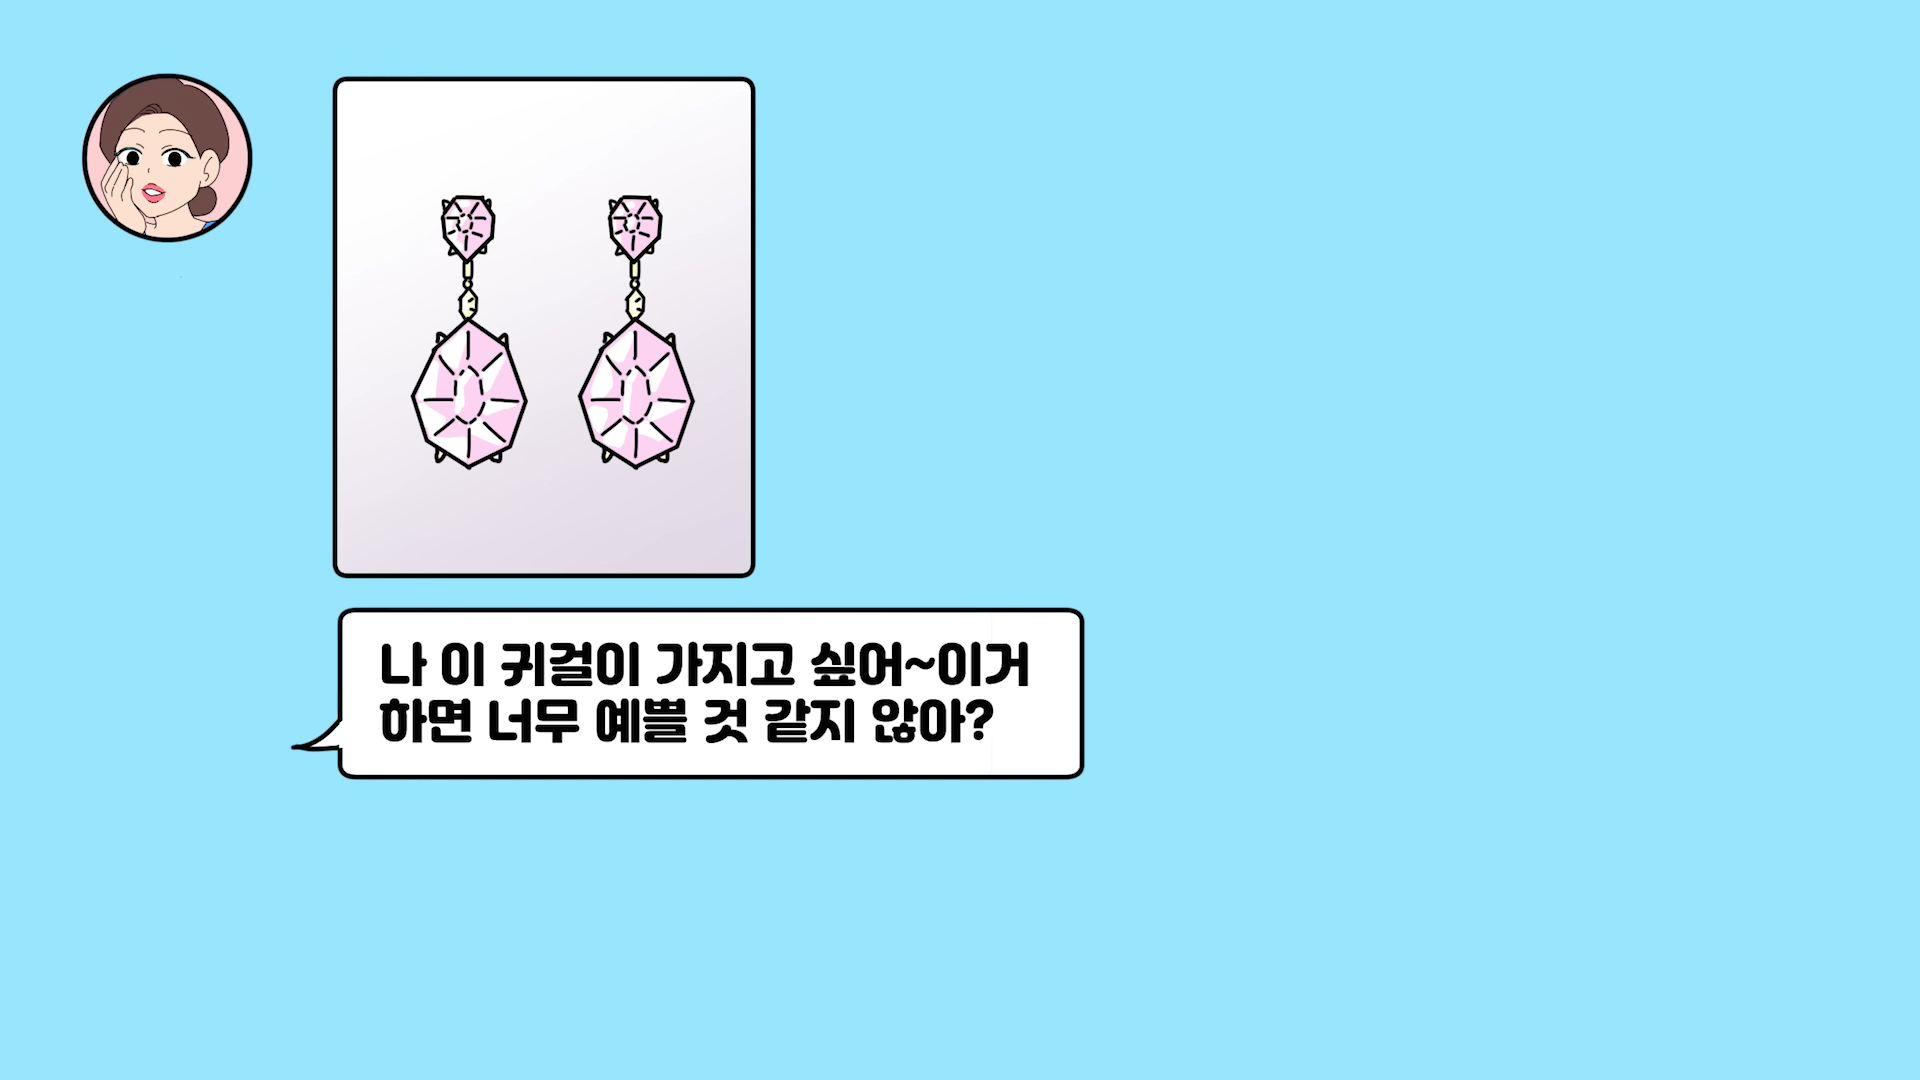 나 이 귀걸이 가지고 싶어~이거
하면 너무 예쁠 것 같지 않아?